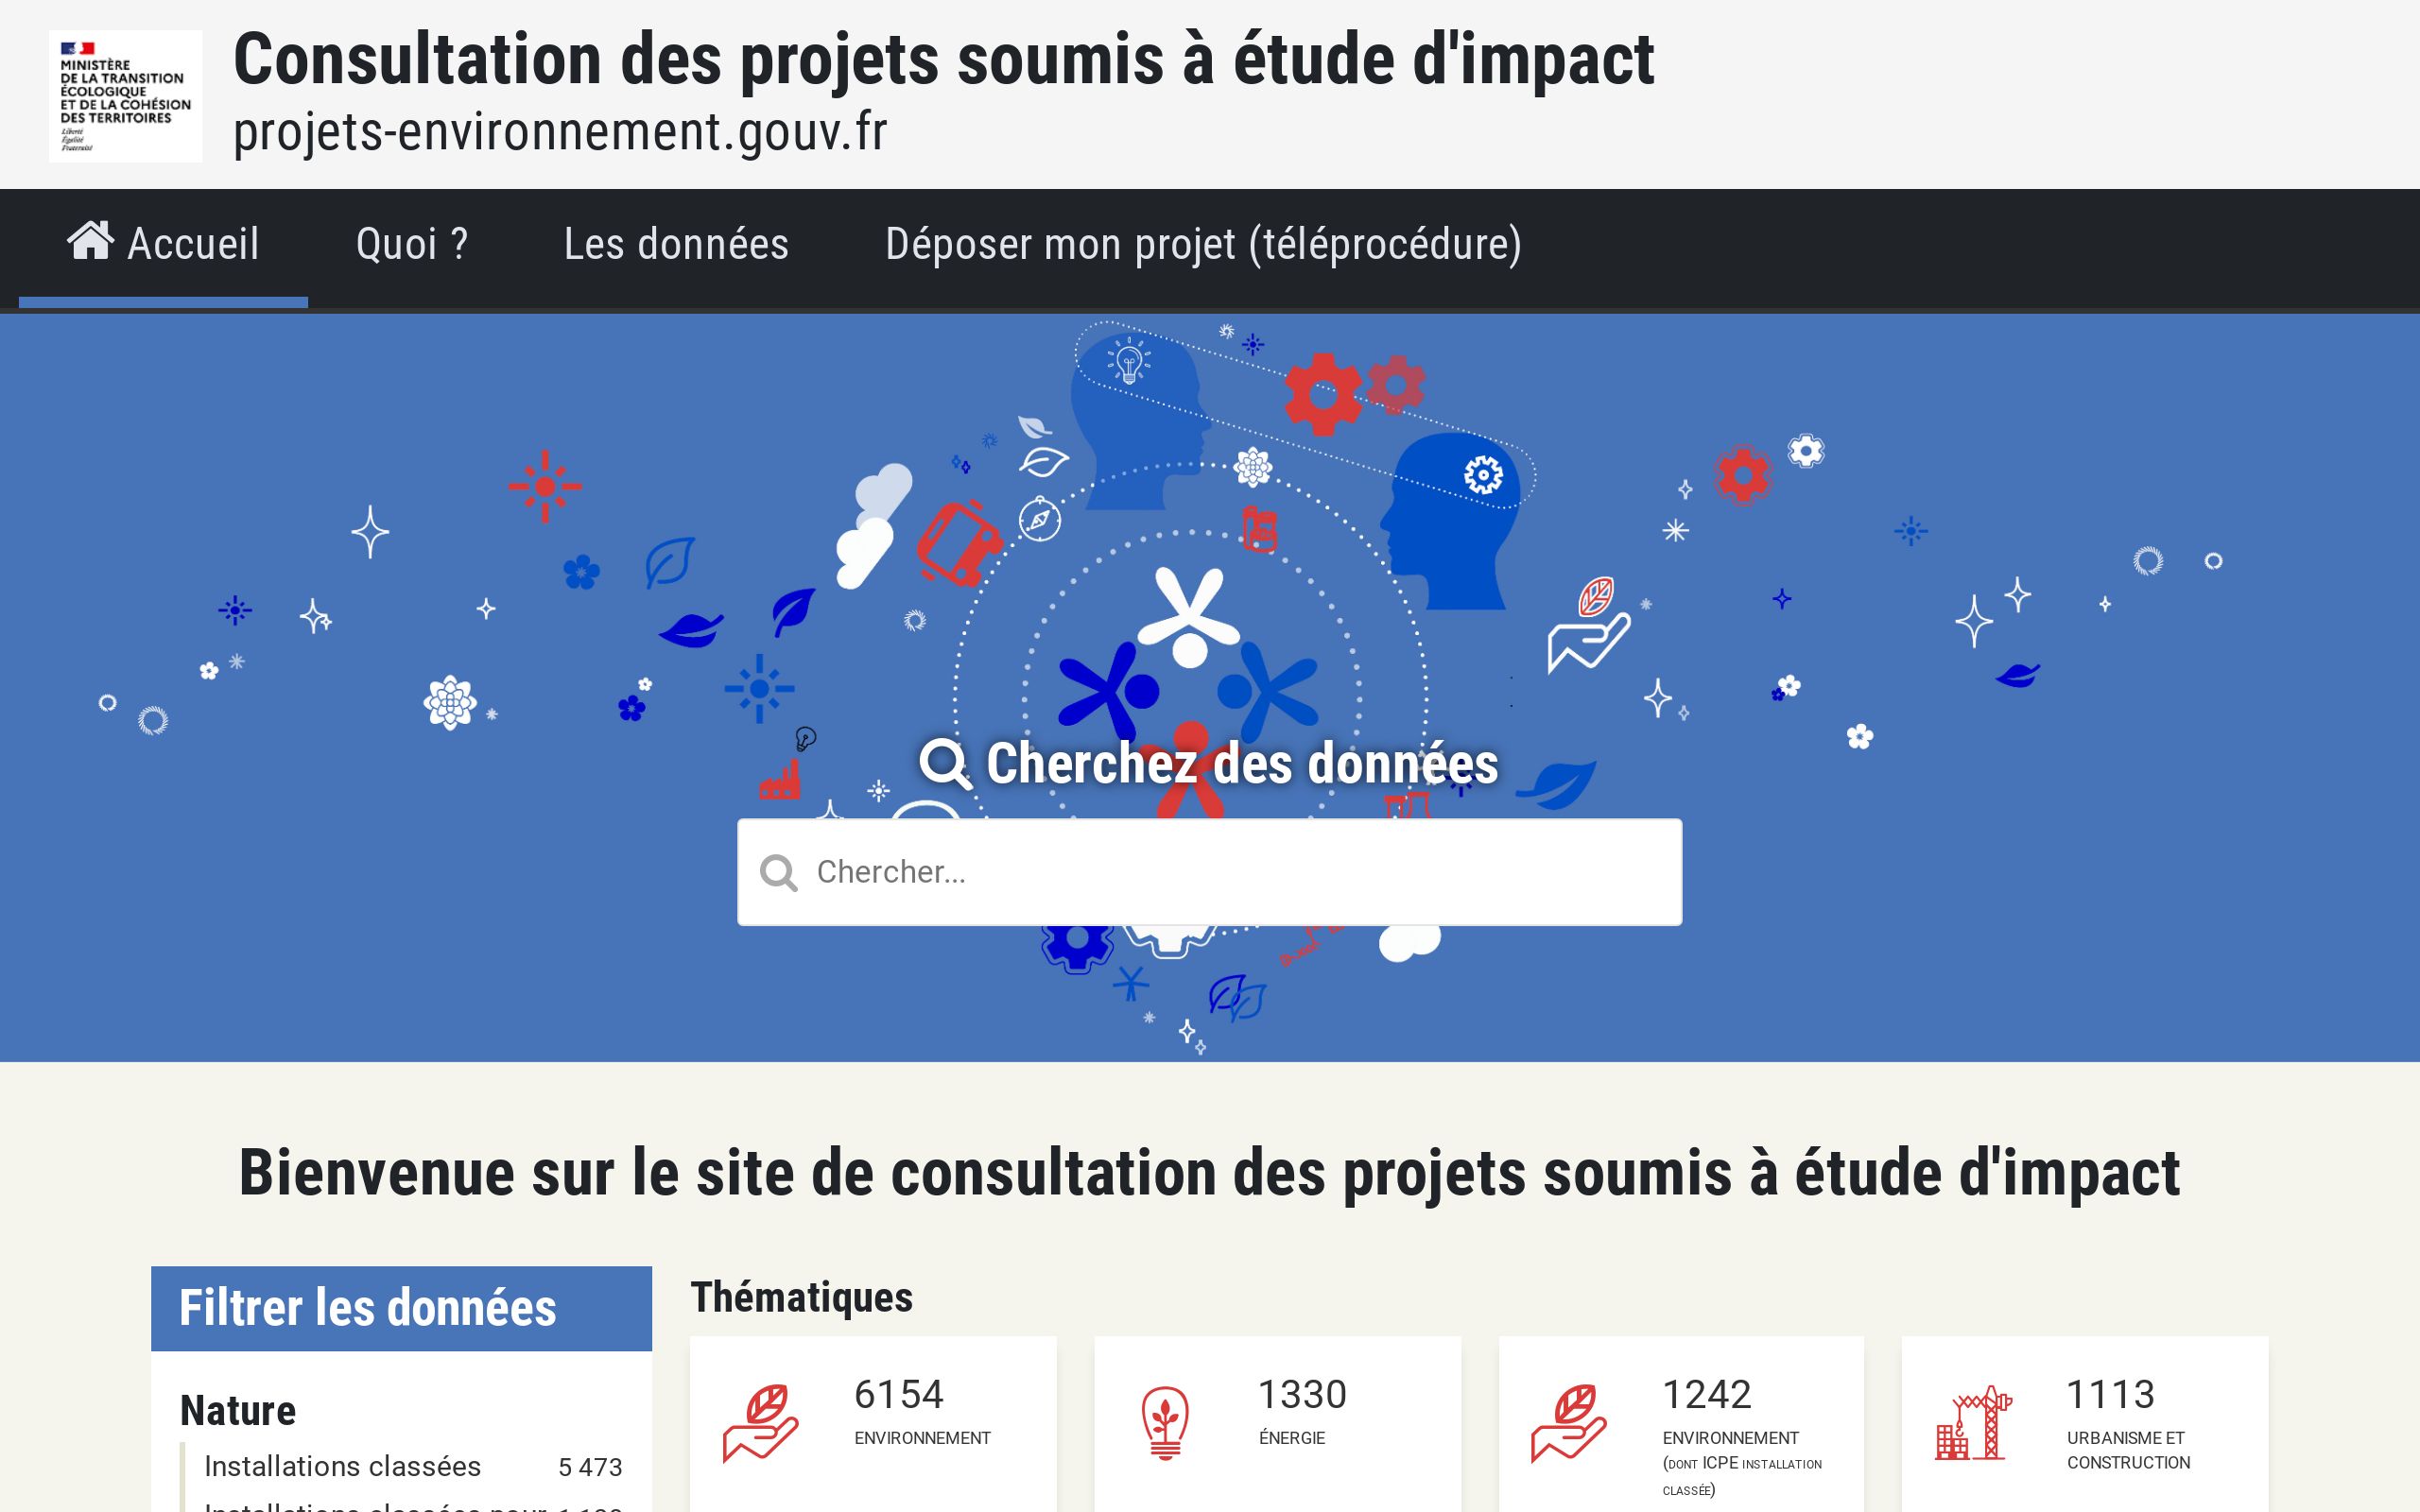 MINISTÈRE
DE LA TRANSITION
ÉCOLOGIQUE
ET DE LA COHÉSION
DES TERRITOIRES
Liberté
Égalité
Fraternité
Consultation des projets soumis à étude d'impact
projets-environnement.gouv.fr
Accueil Quoi ? Les données Déposer mon projet (téléprocédure)
Cherchez des données
Chercher...
Bienvenue sur le site de consultation des projets soumis à étude d'impact
Filtrer les données
Nature
Installations classées 5 473
Thématiques
6154
ENVIRONNEMENT
1330
ÉNERGIE
1242
ENVIRONNEMENT
(DONT ICPE INSTALLATION
CLASSÉE)
1113
URBANISME ET
CONSTRUCTION